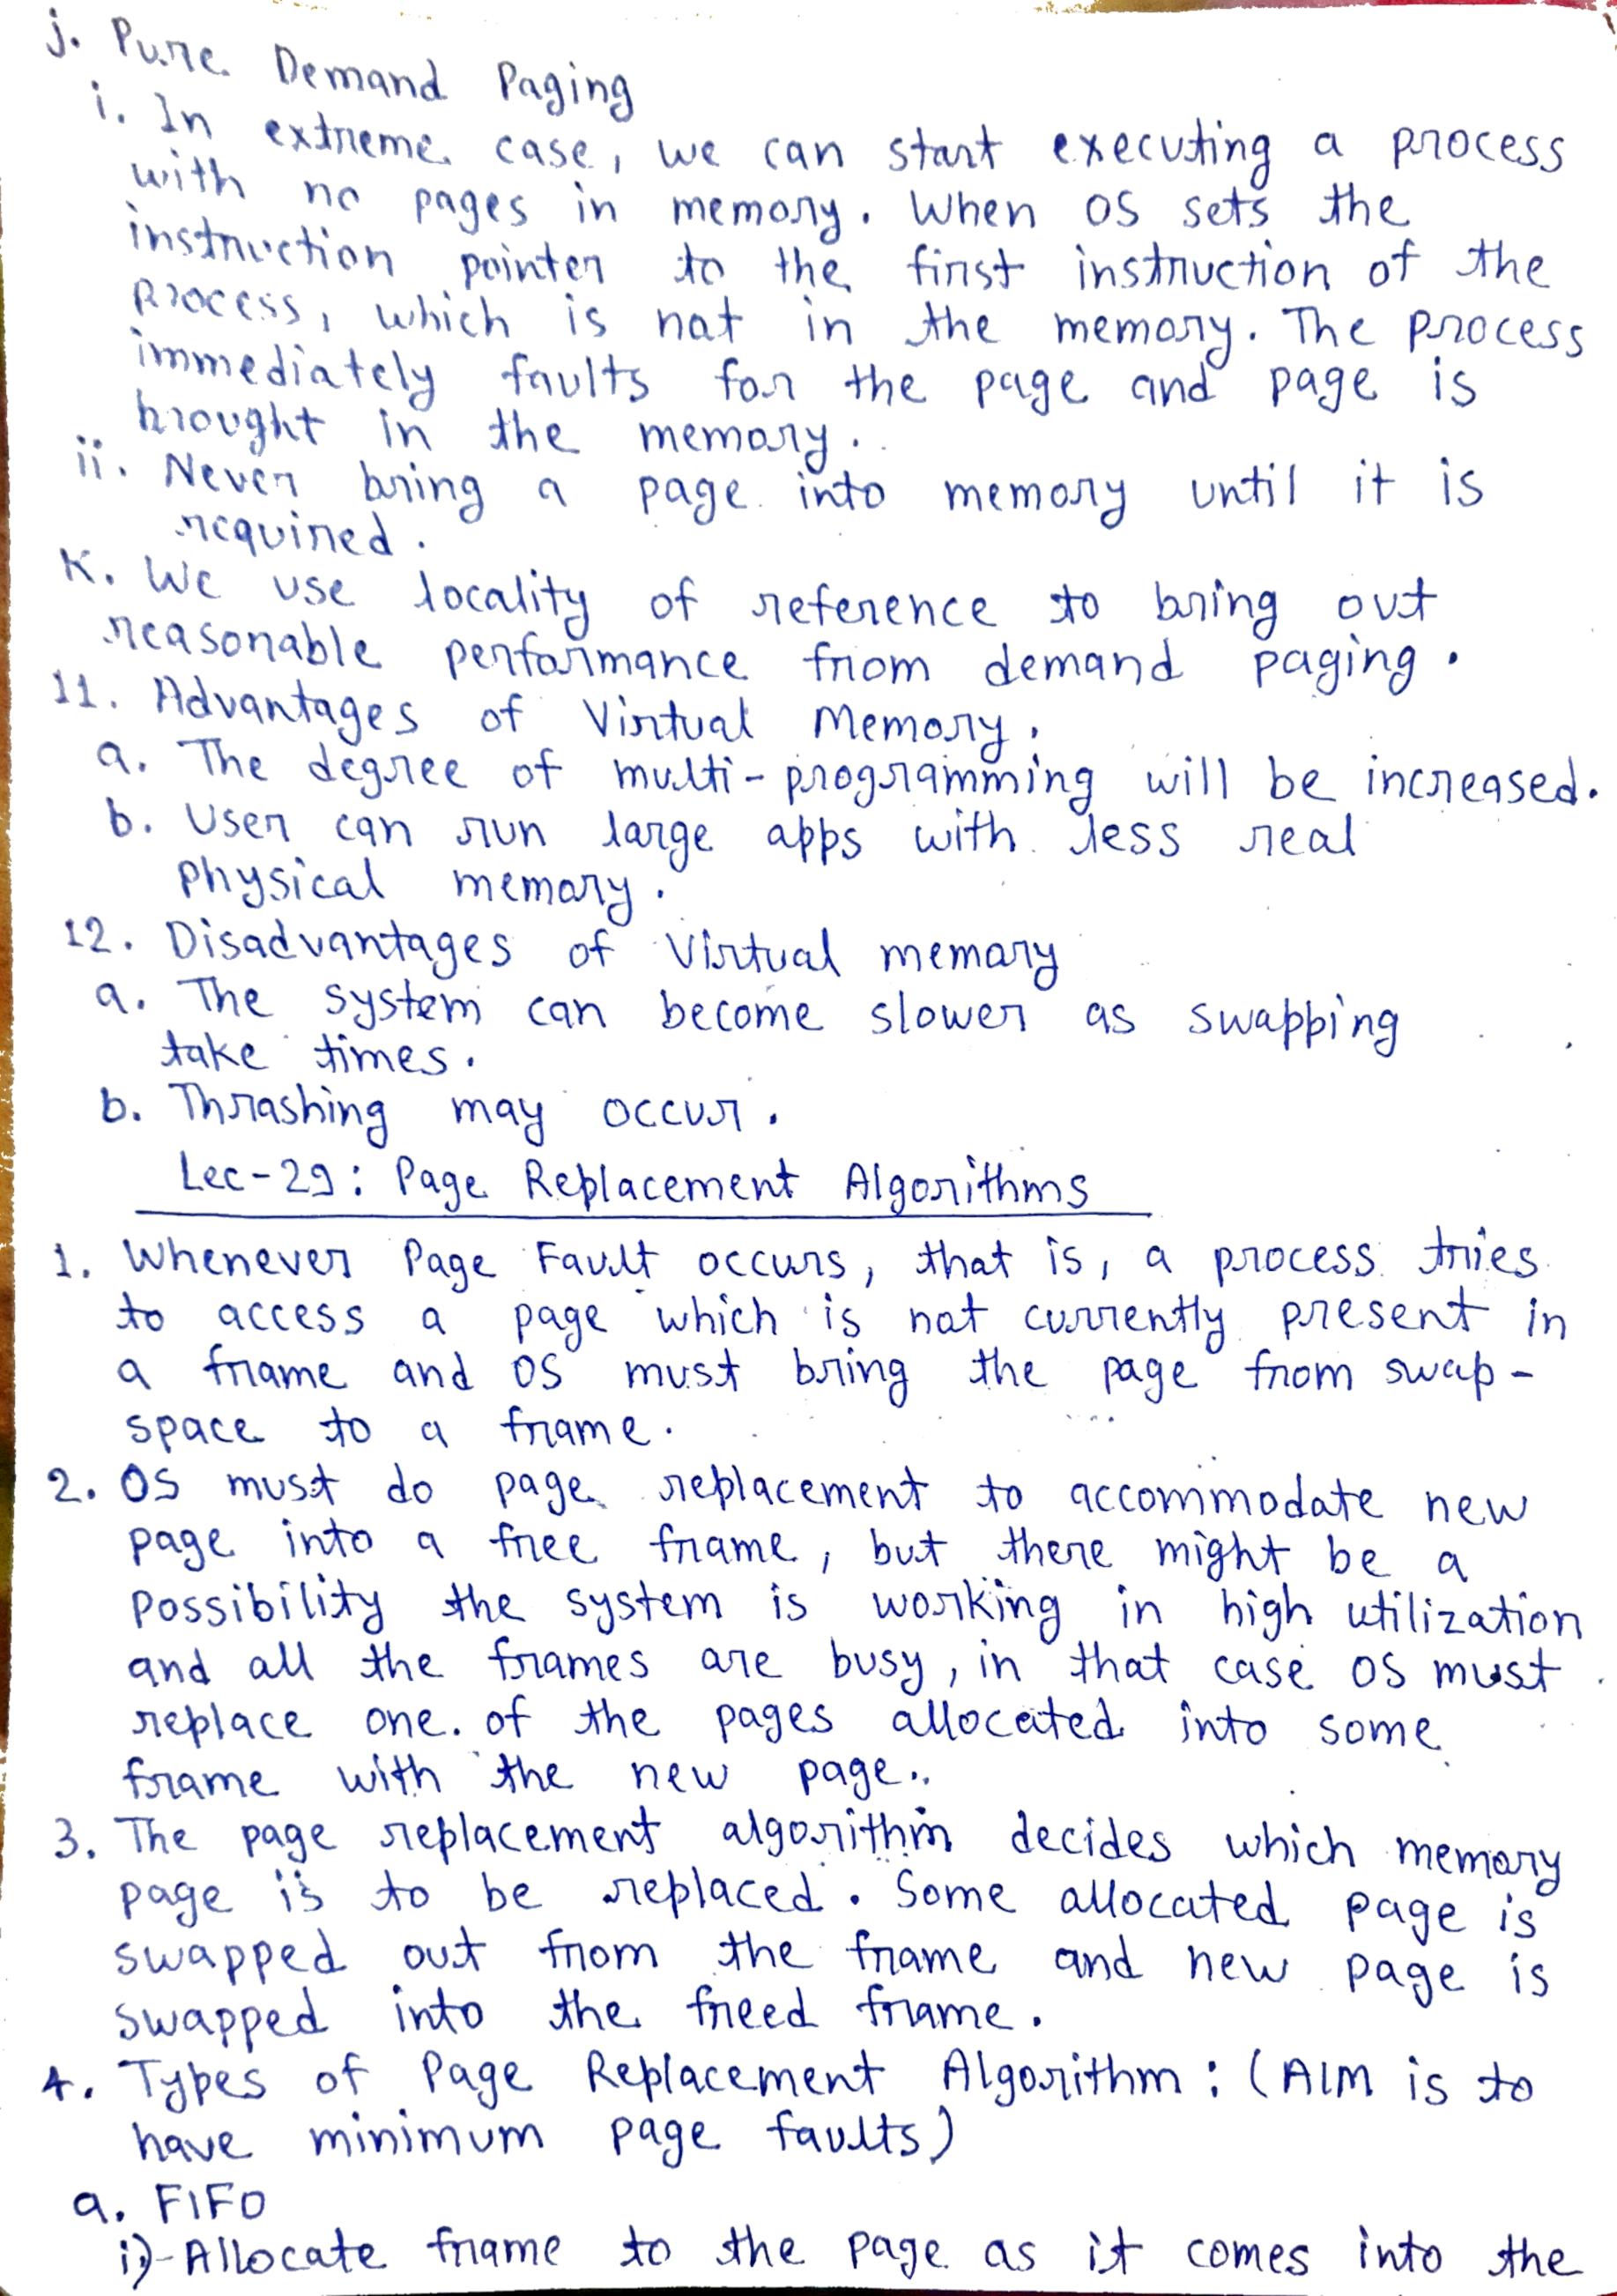 j. Pure Demand Paging
i. In extreme case, we can start executing a process
with no pages in memory. When OS sets the
instruction pointer to the first instruction of the
process, which is not in the memory. The process
immediately faults for the page and page is
brought in the memory.
ii. Never bring a page into memory until it is
required.
K. We use locality of reference to bring out
reasonable performance from demand paging.
11. Advantages of Virtual Memory.
a. The degree of multi-programming will be increased.
b. User can run large apps with less real
physical memory.
12. Disadvantages of Virtual memory
a. The system can become slower as swapping
take times.
b. Thrashing may occur.
Lec-29: Page Replacement Algorithms
1. Whenever Page Fault occurs, that is, a process tries
to access a page which is not currently present in
a frame and OS must bring the page from swap-
space to a frame.
2. OS must do page replacement to accommodate new
page into a free frame, but there might be a
possibility the system is working in high utilization
and all the frames are busy, in that case OS must
replace one of the pages allocated into some
frame with the new page.
3. The page replacement algorithm decides which memory
page is to be replaced. Some allocated page is
swapped out from the frame and new page is
swapped into the freed frame.
4. Types of Page Replacement Algorithm: (AIM is to
have minimum page faults)
a. FIFO
i)-Allocate frame to the page as it comes into the